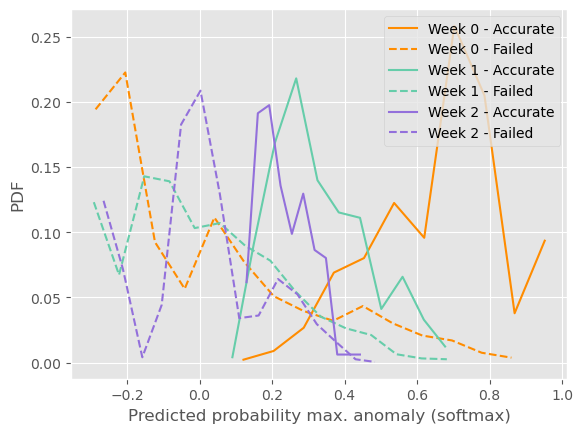 Week 0 - Accurate
Week 0 - Failed
Week 1 - Accurate
Week 1 - Failed
Week 2 - Accurate
Week 2 - Failed
PDF
0.25
0.20
0.15
0.10
0.05
0.00
−0.2 0.0 0.2 0.4 0.6 0.8 1.0
Predicted probability max. anomaly (softmax)